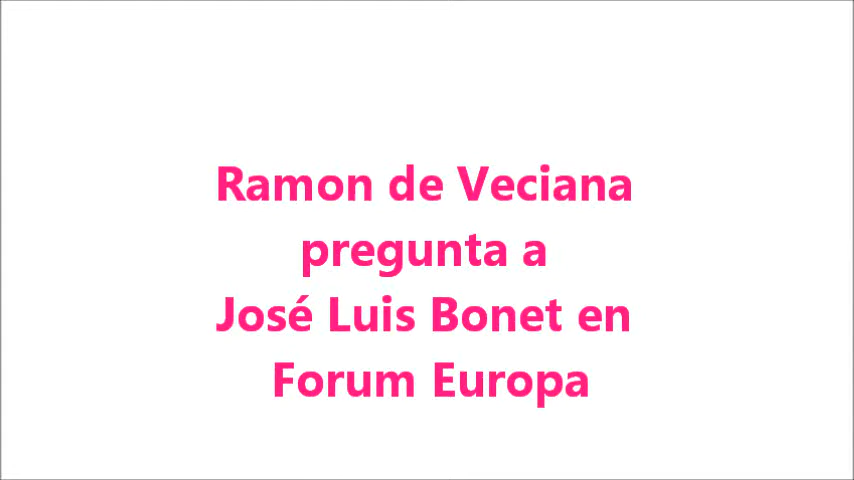 Ramon de Veciana
pregunta a
José Luis Bonet en
Forum Europa